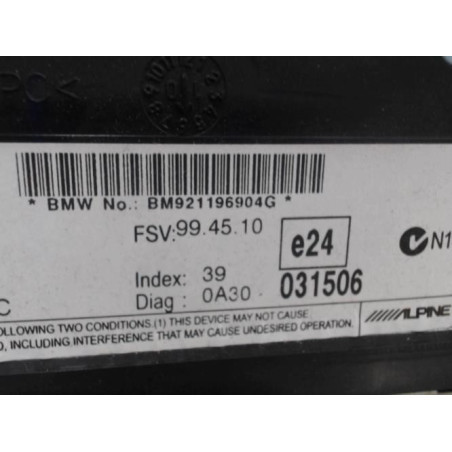 PC<
* BMW No.: BM921196904G *
FSV:99.45.10
e24
N1
Index: 39
Diag: 0A30
031506
C
FOLLOWING TWO CONDITIONS.(1) THIS DEVICE MAY NOT CAUSE
D, INCLUDING INTERFERENCE THAT MAY CAUSE UNDESIRED OPERATION.
ALPINE